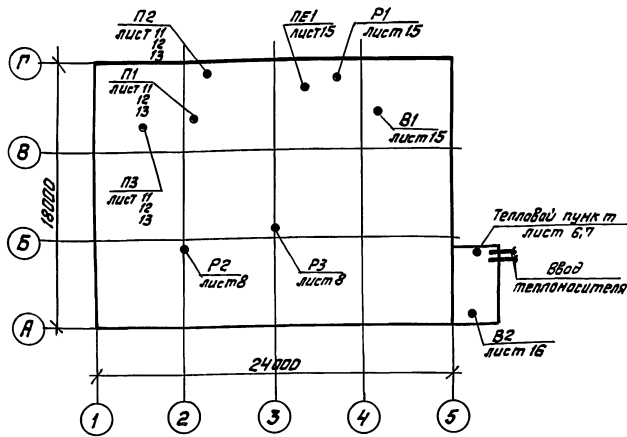 П2
лист 11
12
13
ПЕ1
лист 15
Р1
лист 15
Г
П1
лист 11
12
13
В1
лист 15
В
П3
лист 11
12
13
18000
Б
Тепловой пункт
лист 6,7
Р2
лист 8
Р3
лист 8
Ввод
теплоносителя
А
В2
лист 16
24000
1
2
3
4
5